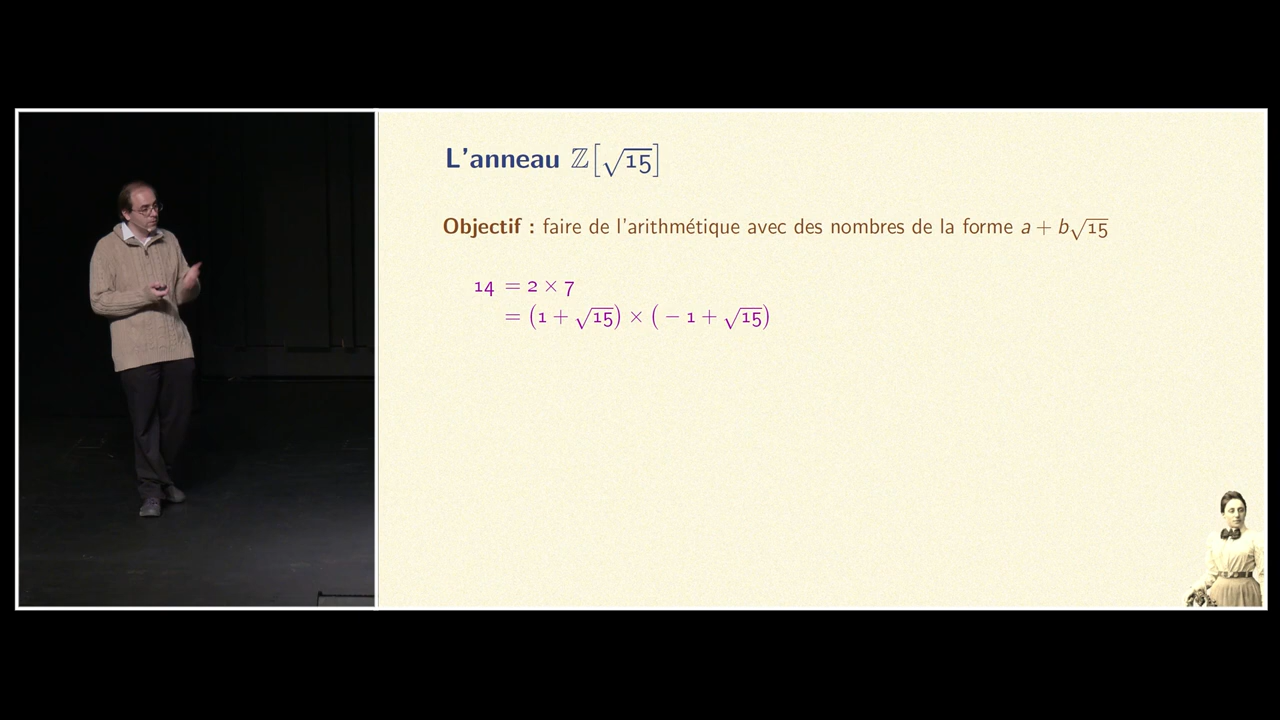 L'anneau ℤ[√15]
Objectif : faire de l'arithmétique avec des nombres de la forme a + b√15
14 = 2 × 7
= (1 + √15) × (− 1 + √15)